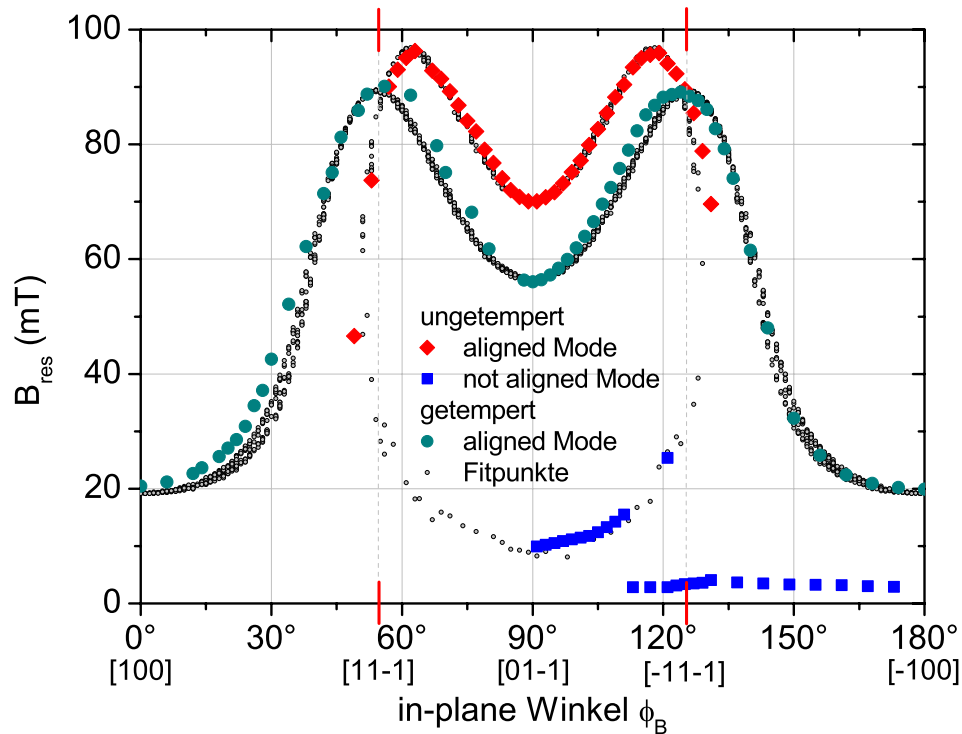 100
80
60
40
20
0
B_res (mT)
ungetempert
aligned Mode
not aligned Mode
getempert
aligned Mode
Fitpunkte
0° 30° 60° 90° 120° 150° 180°
[100] [11-1] [01-1] [-11-1] [-100]
in-plane Winkel ϕ_B